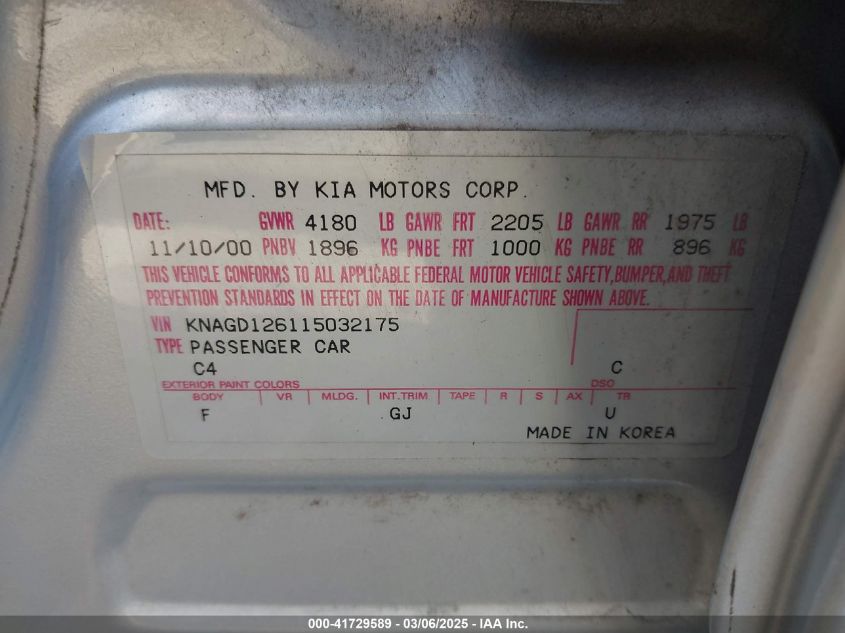 MFD. BY KIA MOTORS CORP.
DATE: GVWR 4180 LB GAWR FRT 2205 LB GAWR RR 1975 LB
11/10/00 PNBV 1896 KG PNBE FRT 1000 KG PNBE RR 896 KG
THIS VEHICLE CONFORMS TO ALL APPLICABLE FEDERAL MOTOR VEHICLE SAFETY,BUMPER,AND THEFT
PREVENTION STANDARDS IN EFFECT ON THE DATE OF MANUFACTURE SHOWN ABOVE.
VIN KNAGD126115032175
TYPE PASSENGER CAR
C4 C
EXTERIOR PAINT COLORS DSO
BODY VR MLDG. INT.TRIM TAPE R S AX TR
F GJ U
MADE IN KOREA
000-41729589 - 03/06/2025 - IAA Inc.